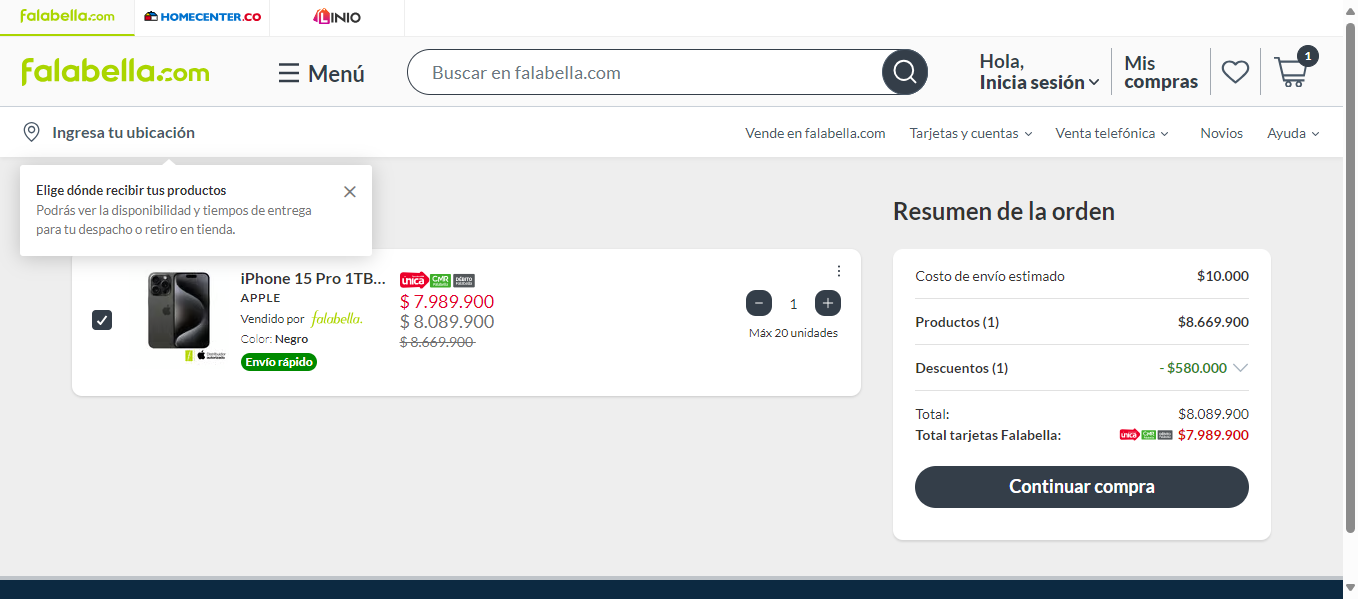 falabella.com
HOMECENTER.CO
LINIO
falabella.com
Menú
Buscar en falabella.com
Hola,
Inicia sesión
Mis
compras
1
Ingresa tu ubicación
Vende en falabella.com
Tarjetas y cuentas
Venta telefónica
Novios
Ayuda
Elige dónde recibir tus productos
Podrás ver la disponibilidad y tiempos de entrega
para tu despacho o retiro en tienda.
Resumen de la orden
iPhone 15 Pro 1TB...
APPLE
Vendido por falabella.
Color: Negro
Envío rápido
única CMR
$ 7.989.900
$ 8.089.900
$ 8.669.900
− 1 +
Máx 20 unidades
Costo de envío estimado $10.000
Productos (1) $8.669.900
Descuentos (1) - $580.000
Total: $8.089.900
Total tarjetas Falabella: única CMR $7.989.900
Continuar compra